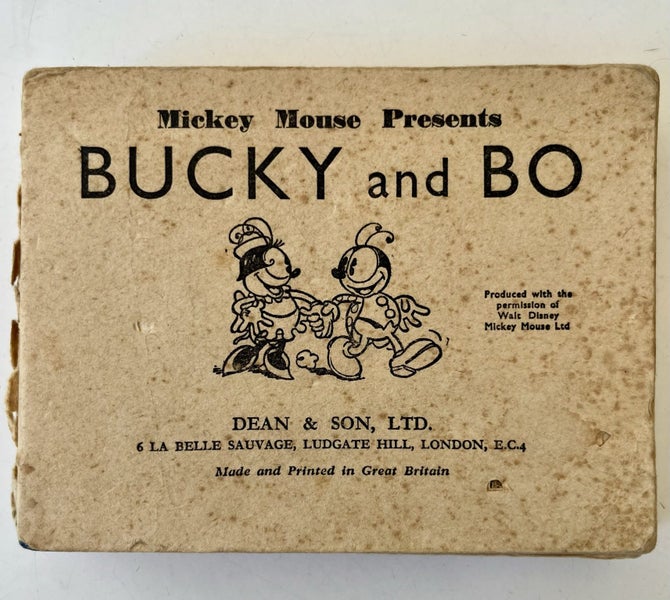 Mickey Mouse Presents
BUCKY and BO
Produced with the
permission of
Walt Disney
Mickey Mouse Ltd
DEAN & SON, LTD.
6 LA BELLE SAUVAGE, LUDGATE HILL, LONDON, E.C.4
Made and Printed in Great Britain